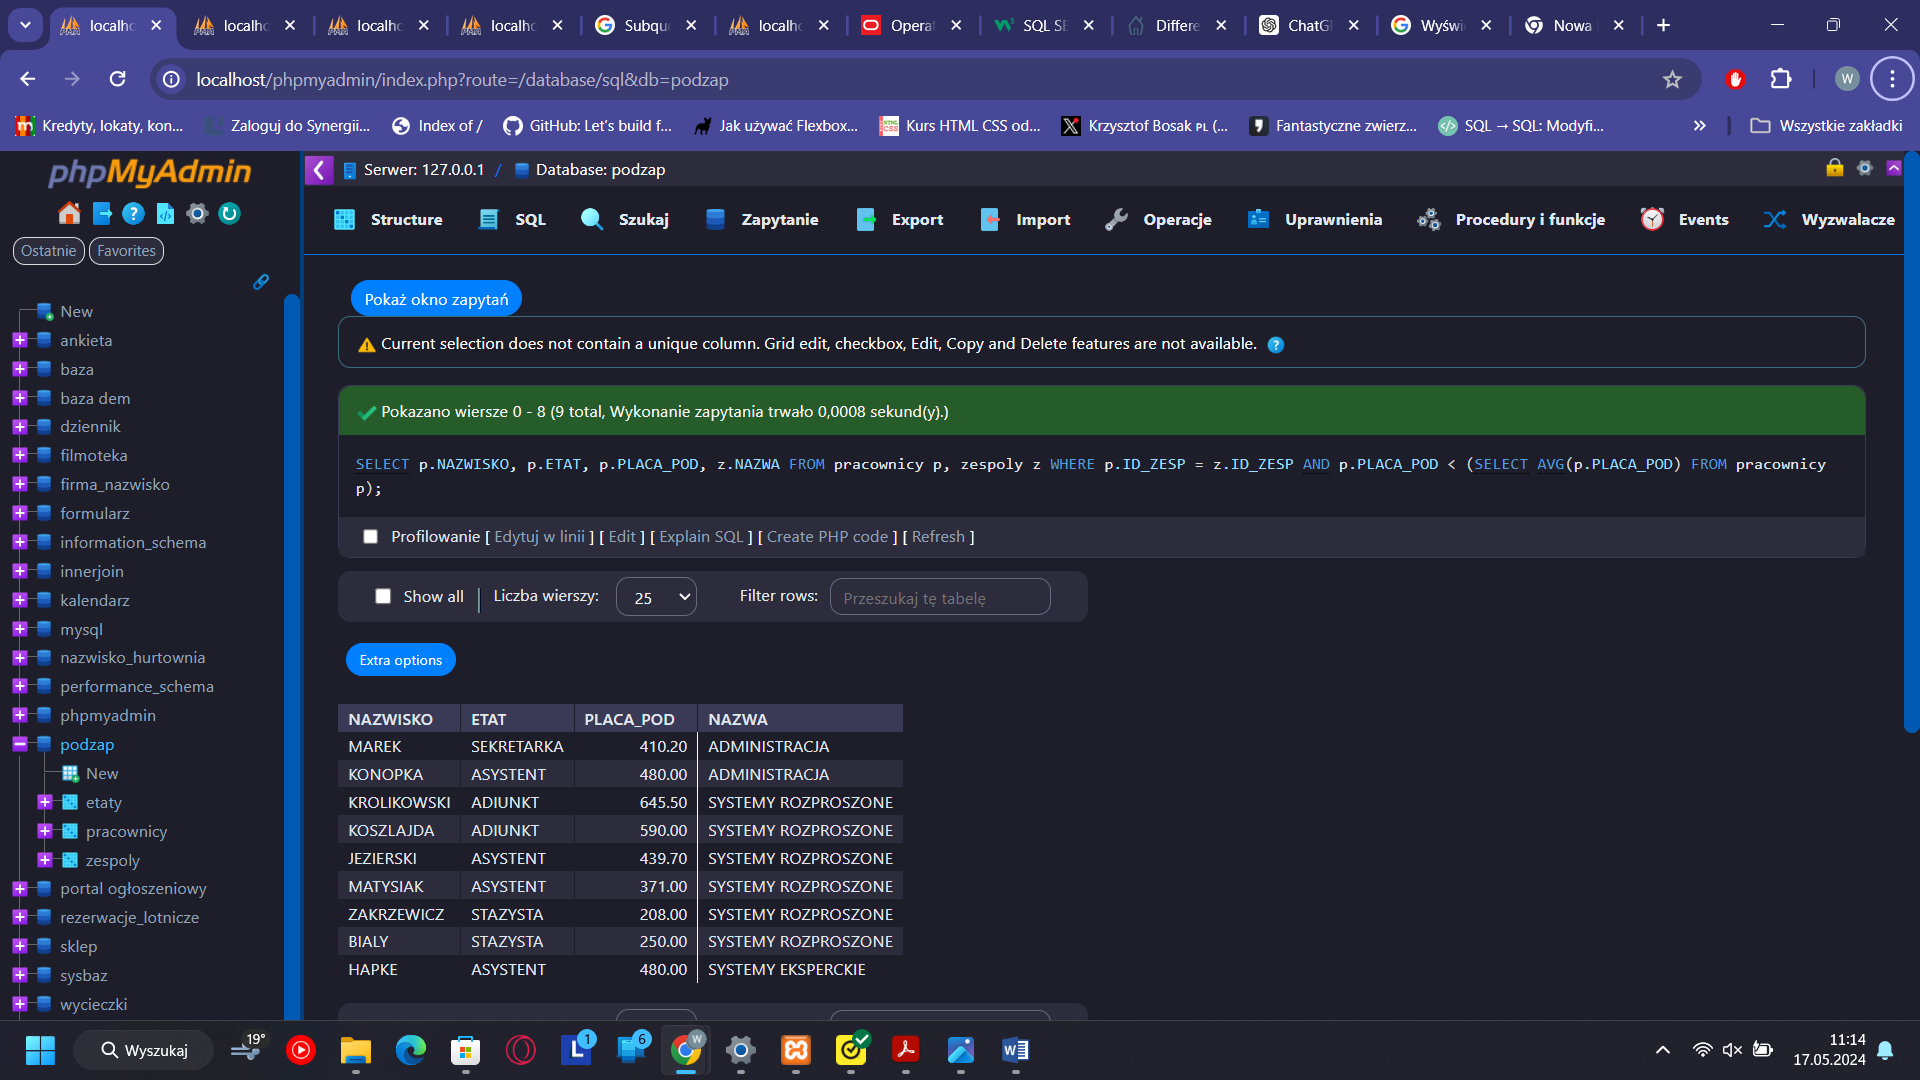 localho
localho
localho
localho
Subqu
localho
Operat
SQL SE
Differe
ChatGI
Wyświ
Nowa
localhost/phpmyadmin/index.php?route=/database/sql&db=podzap
W
Kredyty, lokaty, kon...
Zaloguj do Synergii...
Index of /
GitHub: Let's build f...
Jak używać Flexbox...
Kurs HTML CSS od...
Krzysztof Bosak PL (...
Fantastyczne zwierz...
SQL → SQL: Modyfi...
Wszystkie zakładki
phpMyAdmin
Ostatnie
Favorites
New
ankieta
baza
baza dem
dziennik
filmoteka
firma_nazwisko
formularz
information_schema
innerjoin
kalendarz
mysql
nazwisko_hurtownia
performance_schema
phpmyadmin
podzap
New
etaty
pracownicy
zespoly
portal ogłoszeniowy
rezerwacje_lotnicze
sklep
sysbaz
wycieczki
Serwer: 127.0.0.1 / Database: podzap
Structure
SQL
Szukaj
Zapytanie
Export
Import
Operacje
Uprawnienia
Procedury i funkcje
Events
Wyzwalacze
Pokaż okno zapytań
Current selection does not contain a unique column. Grid edit, checkbox, Edit, Copy and Delete features are not available.
Pokazano wiersze 0 - 8 (9 total, Wykonanie zapytania trwało 0,0008 sekund(y).)
SELECT p.NAZWISKO, p.ETAT, p.PLACA_POD, z.NAZWA FROM pracownicy p, zespoly z WHERE p.ID_ZESP = z.ID_ZESP AND p.PLACA_POD < (SELECT AVG(p.PLACA_POD) FROM pracownicy
p);
Profilowanie [ Edytuj w linii ] [ Edit ] [ Explain SQL ] [ Create PHP code ] [ Refresh ]
Show all
Liczba wierszy: 25
Filter rows: Przeszukaj tę tabelę
Extra options
NAZWISKO ETAT PLACA_POD NAZWA
MAREK SEKRETARKA 410.20 ADMINISTRACJA
KONOPKA ASYSTENT 480.00 ADMINISTRACJA
KROLIKOWSKI ADIUNKT 645.50 SYSTEMY ROZPROSZONE
KOSZLAJDA ADIUNKT 590.00 SYSTEMY ROZPROSZONE
JEZIERSKI ASYSTENT 439.70 SYSTEMY ROZPROSZONE
MATYSIAK ASYSTENT 371.00 SYSTEMY ROZPROSZONE
ZAKRZEWICZ STAZYSTA 208.00 SYSTEMY ROZPROSZONE
BIALY STAZYSTA 250.00 SYSTEMY ROZPROSZONE
HAPKE ASYSTENT 480.00 SYSTEMY EKSPERCKIE
Wyszukaj
19°
1
6
W
11:14
17.05.2024